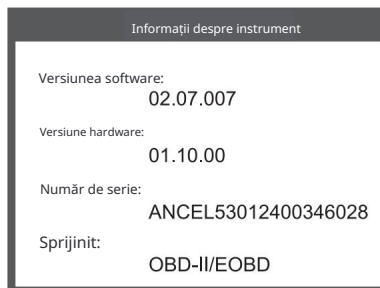 Informații despre instrument
Versiunea software:
02.07.007
Versiune hardware:
01.10.00
Număr de serie:
ANCEL53012400346028
Sprijinit:
OBD-II/EOBD